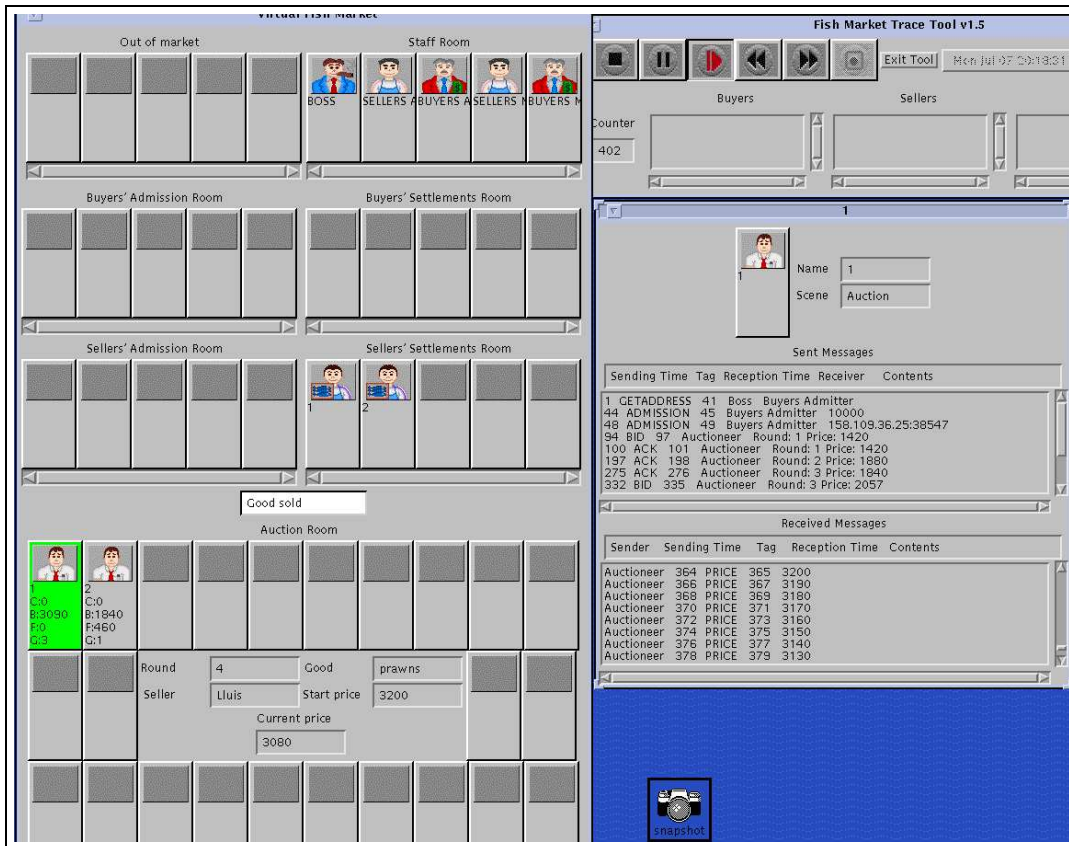 Virtual Fish Market
Out of market
Staff Room
BOSS
SELLERS A
BUYERS A
SELLERS M
BUYERS M
Buyers' Admission Room
Buyers' Settlements Room
Sellers' Admission Room
Sellers' Settlements Room
1
2
Good sold
Auction Room
1
C:0
B:3090
F:0
G:3
2
C:0
B:1840
F:460
G:1
Round 4 Good prawns
Seller Lluis Start price 3200
Current price
3080
Fish Market Trace Tool v1.5
Exit Tool
Buyers
Sellers
Counter
402
1
1
Name 1
Scene Auction
Sent Messages
Sending Time Tag Reception Time Receiver Contents
1 GETADDRESS 41 Boss Buyers Admitter
44 ADMISSION 45 Buyers Admitter 10000
48 ADMISSION 49 Buyers Admitter 158.109.36.25:38547
94 BID 97 Auctioneer Round: 1 Price: 1420
100 ACK 101 Auctioneer Round: 1 Price: 1420
197 ACK 198 Auctioneer Round: 2 Price: 1880
275 ACK 276 Auctioneer Round: 3 Price: 1840
332 BID 335 Auctioneer Round: 3 Price: 2057
Received Messages
Sender Sending Time Tag Reception Time Contents
Auctioneer 364 PRICE 365 3200
Auctioneer 366 PRICE 367 3190
Auctioneer 368 PRICE 369 3180
Auctioneer 370 PRICE 371 3170
Auctioneer 372 PRICE 373 3160
Auctioneer 374 PRICE 375 3150
Auctioneer 376 PRICE 377 3140
Auctioneer 378 PRICE 379 3130
snapshot